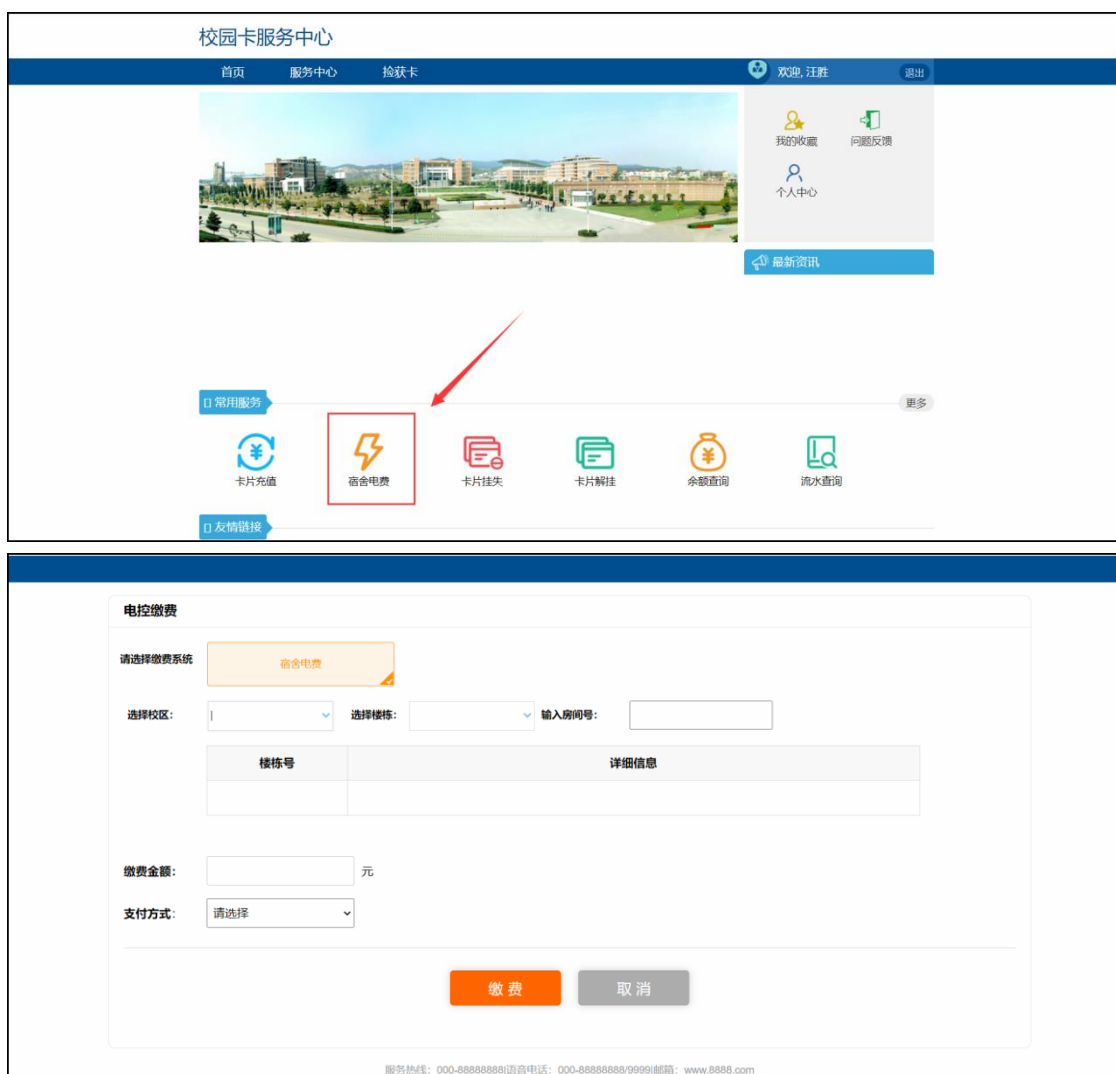 校园卡服务中心
首页 服务中心 捡获卡 欢迎, 汪胜 退出
我的收藏 问题反馈
个人中心
最新资讯
常用服务 更多
卡片充值 宿舍电费 卡片挂失 卡片解挂 余额查询 流水查询
友情链接
电控缴费
请选择缴费系统 宿舍电费
选择校区: 选择楼栋: 输入房间号:
楼栋号 详细信息
缴费金额: 元
支付方式: 请选择
缴 费 取 消
服务热线：000-88888888|语音电话：000-88888888/9999|邮箱：www.8888.com